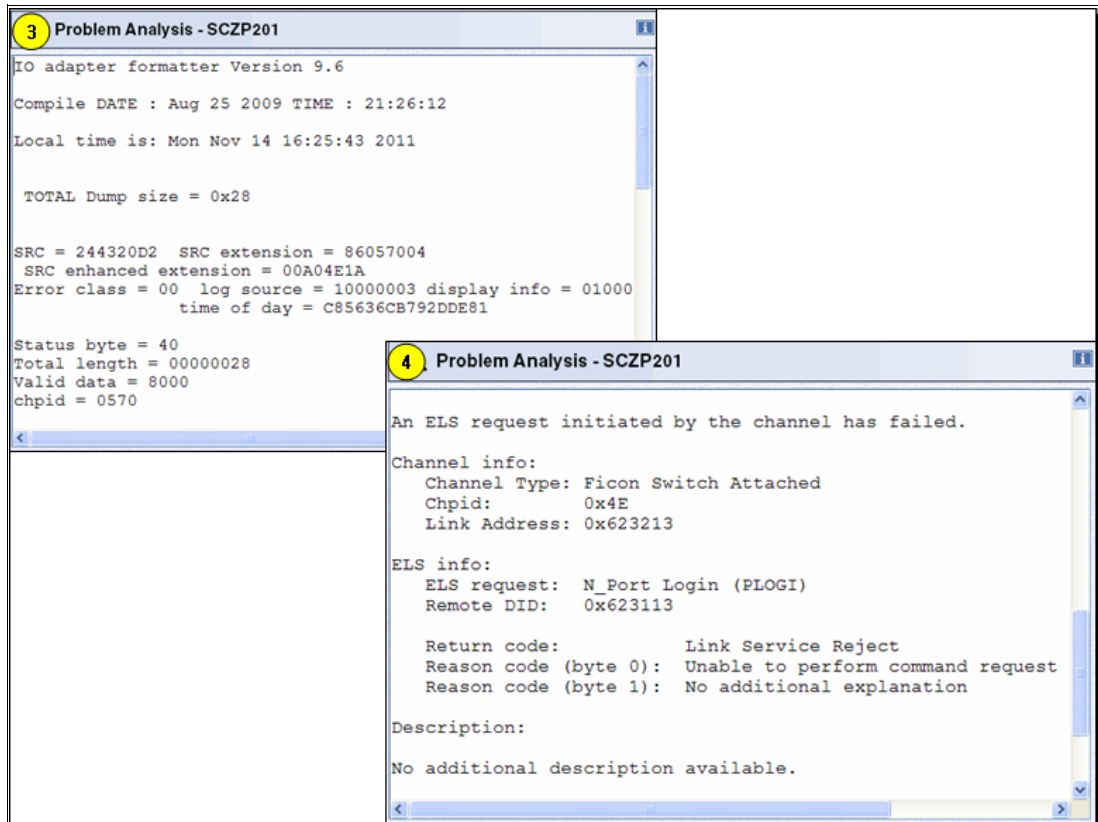 3 Problem Analysis - SCZP201
IO adapter formatter Version 9.6
Compile DATE : Aug 25 2009 TIME : 21:26:12
Local time is: Mon Nov 14 16:25:43 2011
TOTAL Dump size = 0x28
SRC = 244320D2 SRC extension = 86057004
SRC enhanced extension = 00A04E1A
Error class = 00 log source = 10000003 display info = 01000
time of day = C85636CB792DDE81
Status byte = 40
Total length = 00000028
Valid data = 8000
chpid = 0570
4 Problem Analysis - SCZP201
An ELS request initiated by the channel has failed.
Channel info:
Channel Type: Ficon Switch Attached
Chpid: 0x4E
Link Address: 0x623213
ELS info:
ELS request: N_Port Login (PLOGI)
Remote DID: 0x623113
Return code: Link Service Reject
Reason code (byte 0): Unable to perform command request
Reason code (byte 1): No additional explanation
Description:
No additional description available.